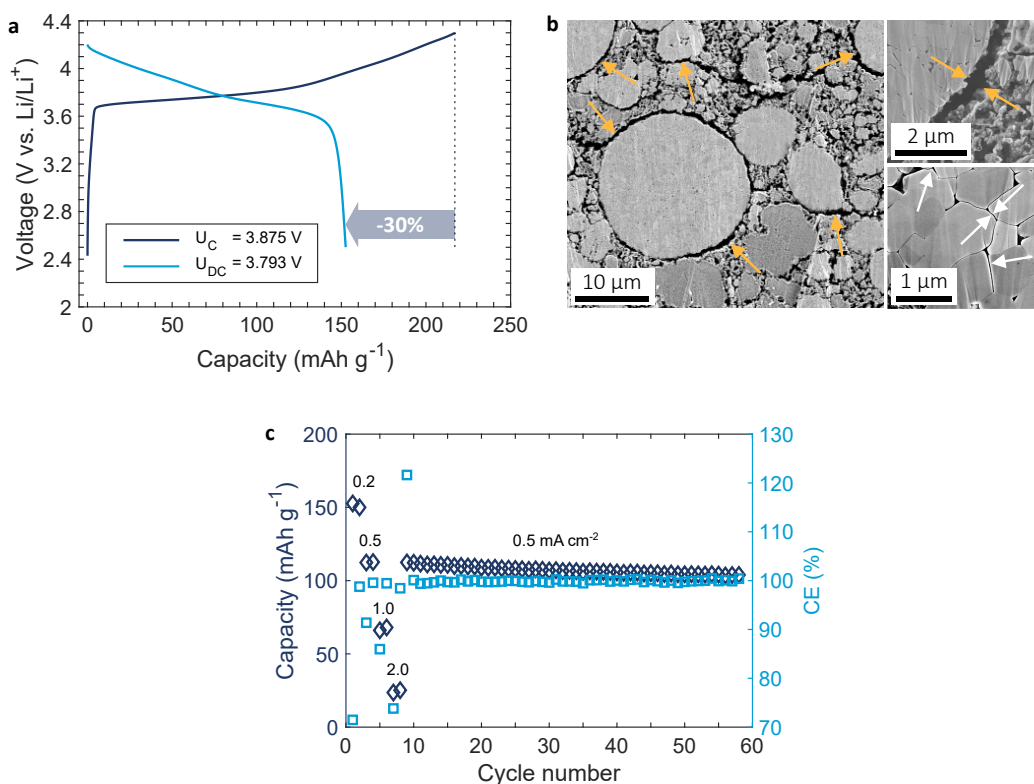 a
4.4
4
3.6
3.2
2.8
2.4
2
Voltage (V vs. Li/Li⁺)
-30%
U_C = 3.875 V
U_DC = 3.793 V
0 50 100 150 200 250
Capacity (mAh g⁻¹)
b
10 µm
2 µm
1 µm
c
200
150
100
50
0
Capacity (mAh g⁻¹)
0.2
0.5
1.0
2.0
0.5 mA cm⁻²
130
120
110
100
90
80
70
CE (%)
0 10 20 30 40 50 60
Cycle number